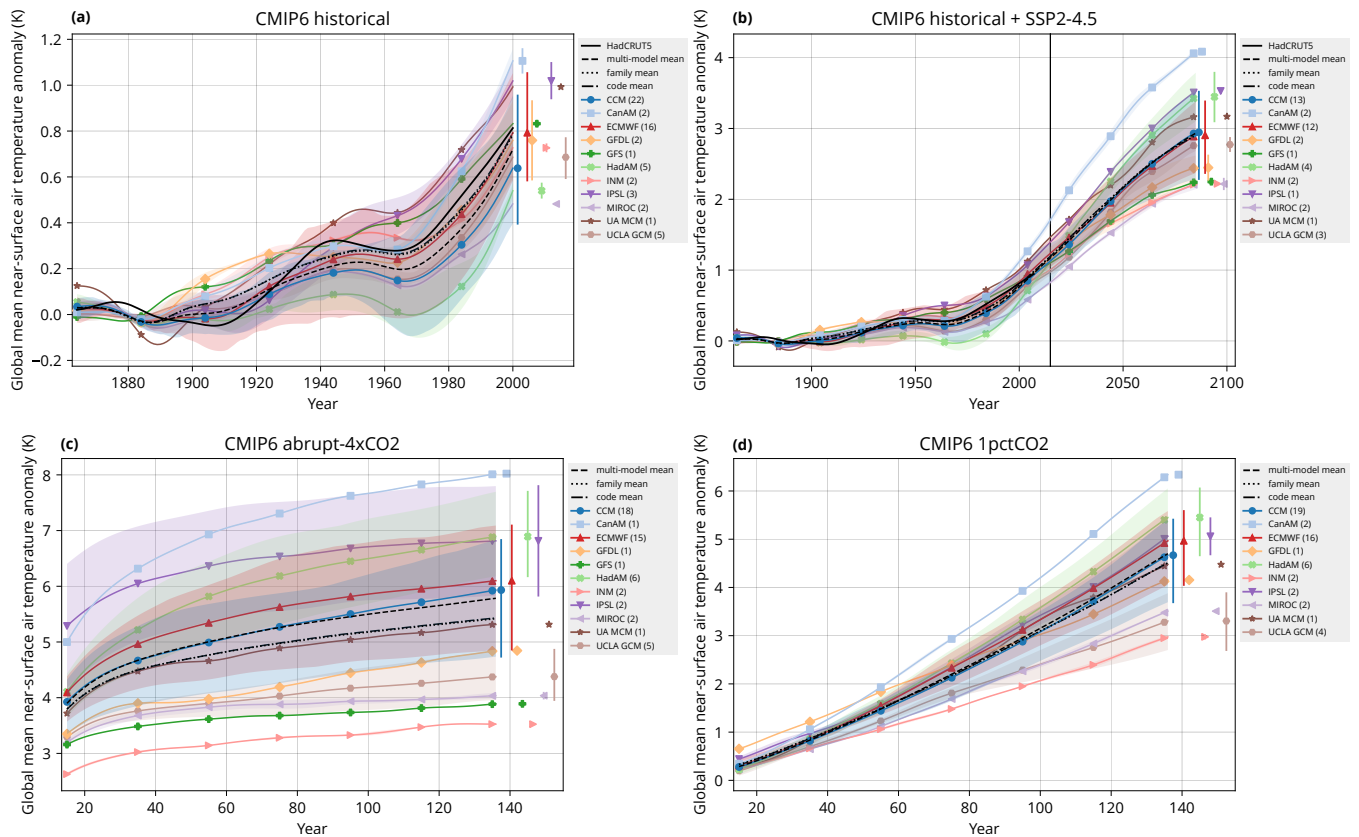 (a)
CMIP6 historical
Global mean near-surface air temperature anomaly (K)
1.2
1.0
0.8
0.6
0.4
0.2
0.0
−0.2
1880
1900
1920
1940
1960
1980
2000
Year
HadCRUT5
multi-model mean
family mean
code mean
CCM (22)
CanAM (2)
ECMWF (16)
GFDL (2)
GFS (1)
HadAM (5)
INM (2)
IPSL (3)
MIROC (2)
UA MCM (1)
UCLA GCM (5)
(b)
CMIP6 historical + SSP2-4.5
Global mean near-surface air temperature anomaly (K)
4
3
2
1
0
1900
1950
2000
2050
2100
Year
HadCRUT5
multi-model mean
family mean
code mean
CCM (13)
CanAM (2)
ECMWF (12)
GFDL (2)
GFS (1)
HadAM (4)
INM (2)
IPSL (1)
MIROC (2)
UA MCM (1)
UCLA GCM (3)
(c)
CMIP6 abrupt-4xCO2
Global mean near-surface air temperature anomaly (K)
8
7
6
5
4
3
20
40
60
80
100
120
140
Year
multi-model mean
family mean
code mean
CCM (18)
CanAM (1)
ECMWF (15)
GFDL (1)
GFS (1)
HadAM (6)
INM (2)
IPSL (2)
MIROC (2)
UA MCM (1)
UCLA GCM (5)
(d)
CMIP6 1pctCO2
Global mean near-surface air temperature anomaly (K)
6
5
4
3
2
1
0
20
40
60
80
100
120
140
Year
multi-model mean
family mean
code mean
CCM (19)
CanAM (2)
ECMWF (16)
GFDL (1)
HadAM (6)
INM (2)
IPSL (2)
MIROC (2)
UA MCM (1)
UCLA GCM (4)